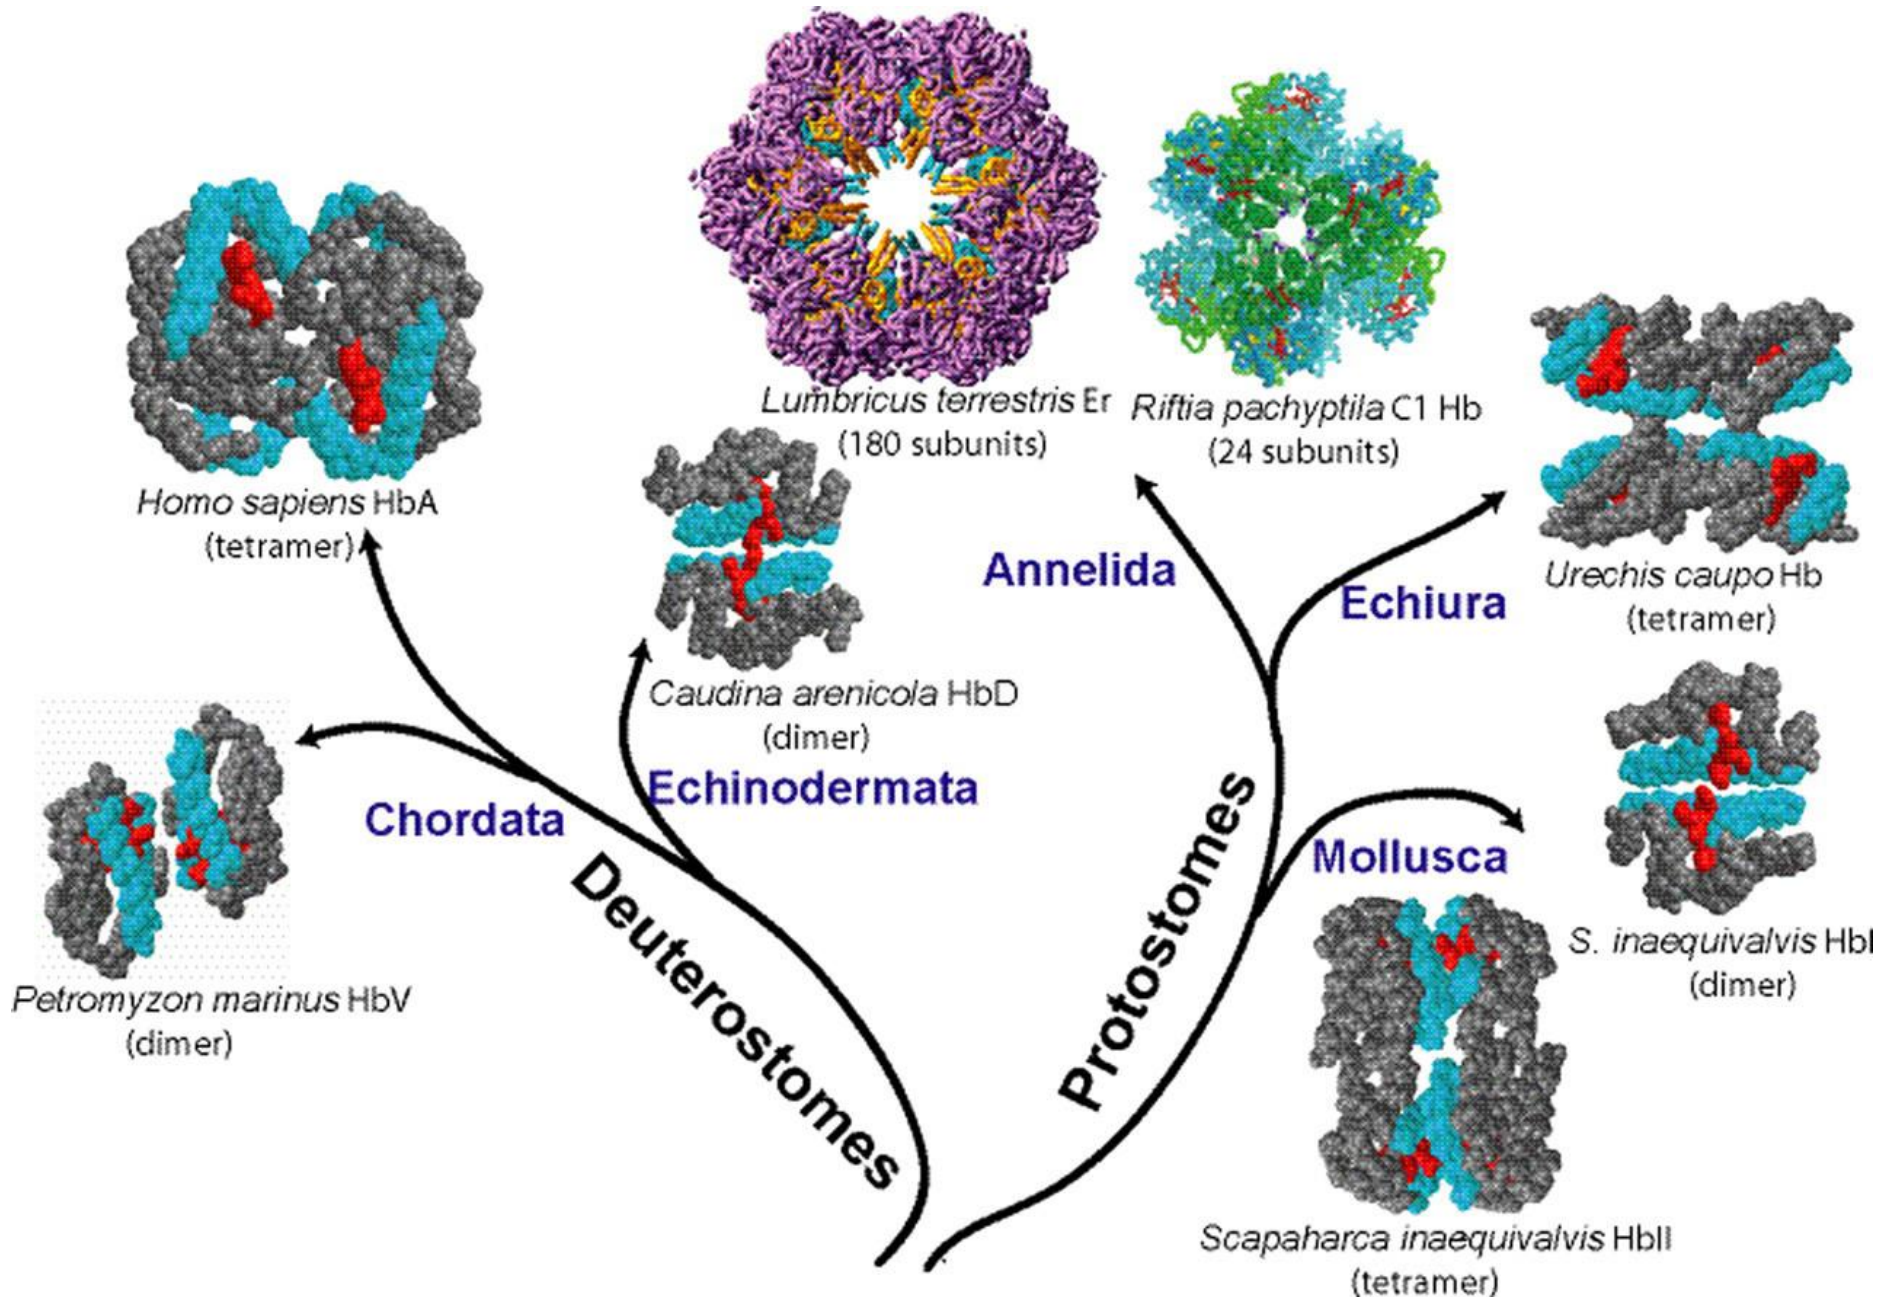 Lumbricus terrestris Er
(180 subunits)
Riftia pachyptila C1 Hb
(24 subunits)
Homo sapiens HbA
(tetramer)
Annelida
Echiura
Urechis caupo Hb
(tetramer)
Caudina arenicola HbD
(dimer)
Echinodermata
Chordata
Mollusca
S. inaequivalvis HbI
(dimer)
Petromyzon marinus HbV
(dimer)
Deuterostomes
Protostomes
Scapaharca inaequivalvis HbII
(tetramer)